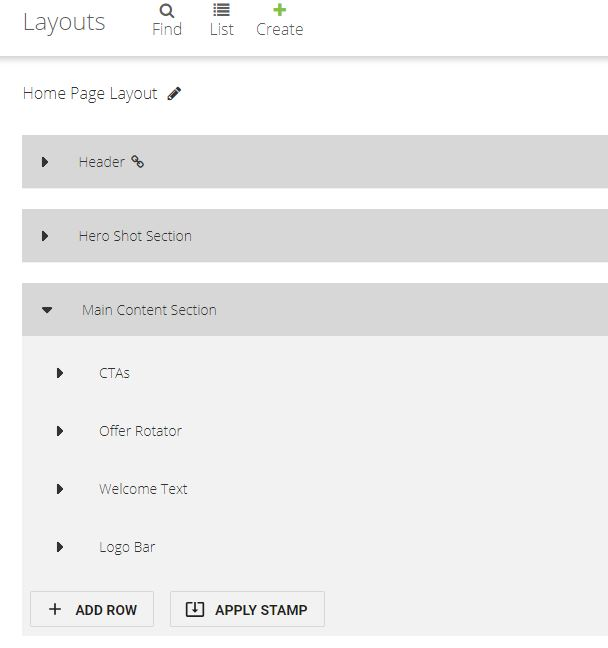 Layouts
Find
List
Create
Home Page Layout
Header
Hero Shot Section
Main Content Section
CTAs
Offer Rotator
Welcome Text
Logo Bar
ADD ROW
APPLY STAMP